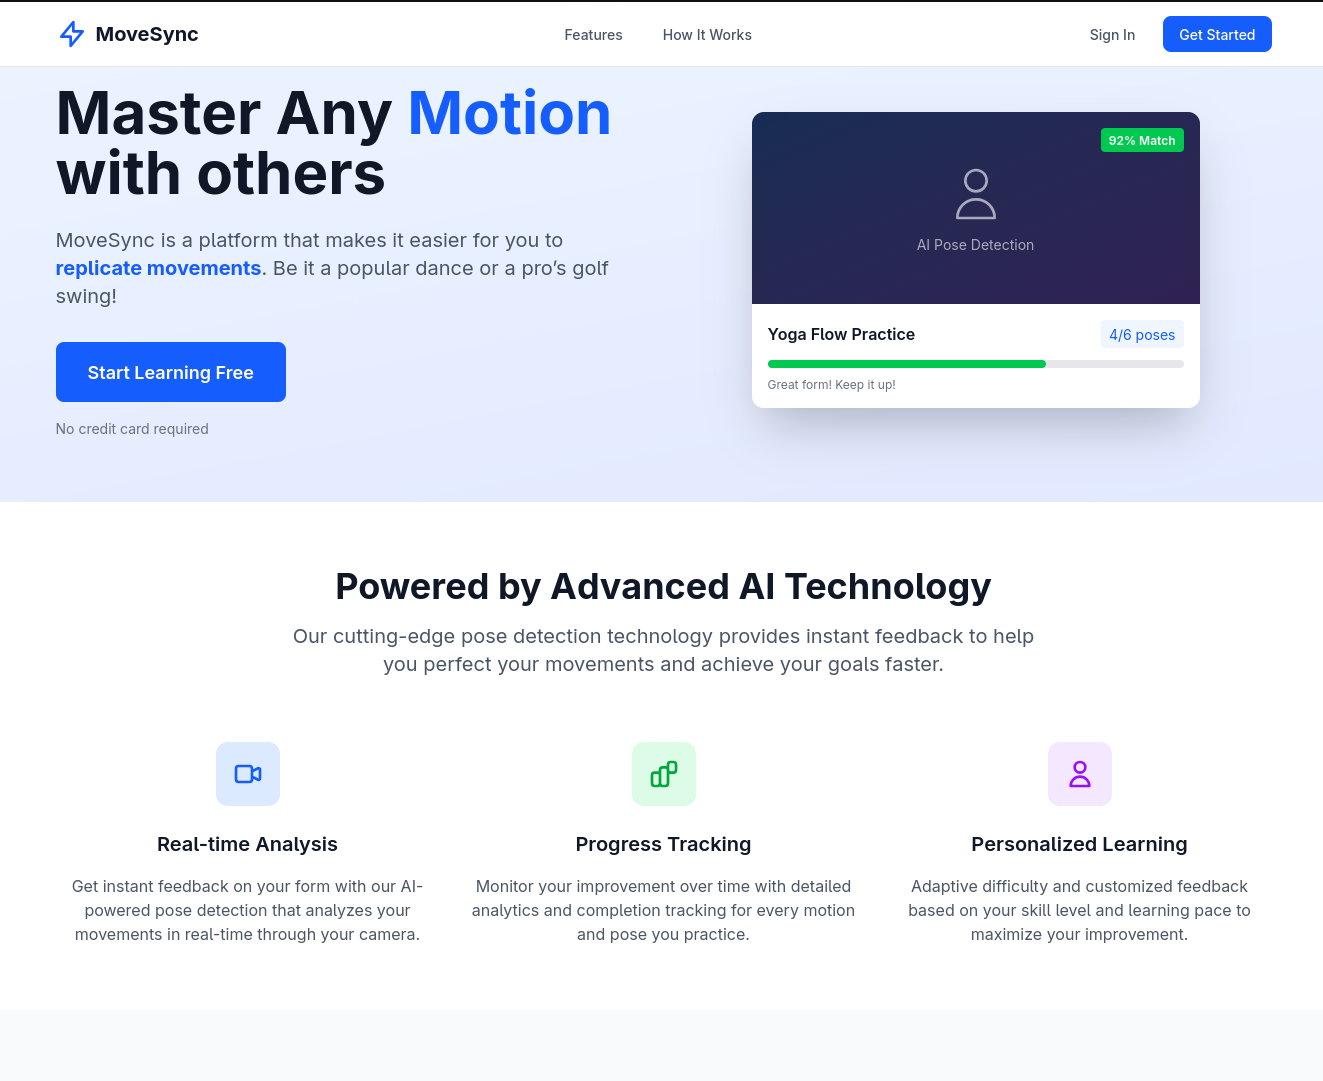 MoveSync
Features
How It Works
Sign In
Get Started
Master Any Motion
with others
MoveSync is a platform that makes it easier for you to
replicate movements. Be it a popular dance or a pro’s golf
swing!
Start Learning Free
No credit card required
92% Match
AI Pose Detection
Yoga Flow Practice
4/6 poses
Great form! Keep it up!
Powered by Advanced AI Technology
Our cutting-edge pose detection technology provides instant feedback to help
you perfect your movements and achieve your goals faster.
Real-time Analysis
Get instant feedback on your form with our AI-
powered pose detection that analyzes your
movements in real-time through your camera.
Progress Tracking
Monitor your improvement over time with detailed
analytics and completion tracking for every motion
and pose you practice.
Personalized Learning
Adaptive difficulty and customized feedback
based on your skill level and learning pace to
maximize your improvement.